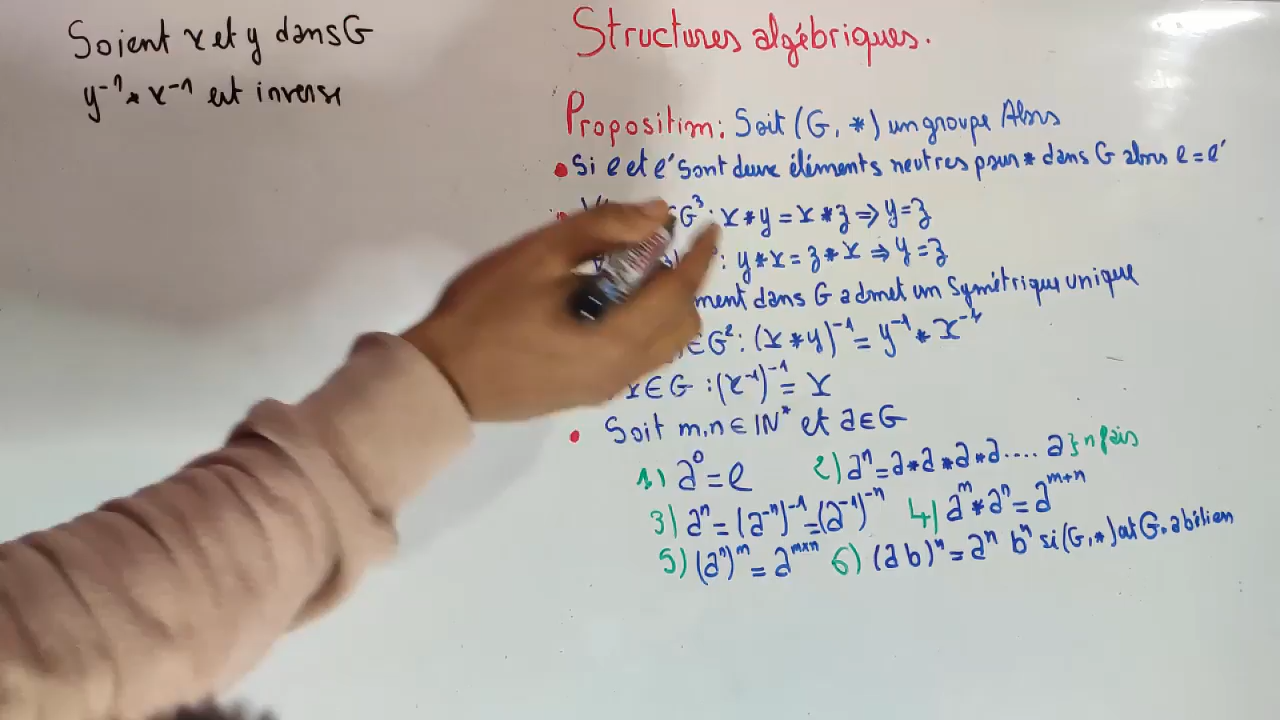 Soient x et y dans G
y⁻¹ * x⁻¹ est inverse
Structures algébriques.
Proposition: Soit (G, *) un groupe Alors
• Si e et e' sont deux éléments neutres pour * dans G alors e = e'
G³ : x * y = x * z ⇒ y = z
: y * x = z * x ⇒ y = z
ment dans G admet un Symétrique unique
∈ G² : (x * y)⁻¹ = y⁻¹ * x⁻¹
x ∈ G : (x⁻¹)⁻¹ = x
• Soit m, n ∈ IN* et a ∈ G
1) a⁰ = e 2) aⁿ = a * a * a * a .... a } n fois
3) aⁿ = (a⁻ⁿ)⁻¹ = (a⁻¹)⁻ⁿ 4) aᵐ * aⁿ = aᵐ⁺ⁿ
5) (aⁿ)ᵐ = aᵐˣⁿ 6) (a b)ⁿ = aⁿ bⁿ si (G, *) est G. abélien